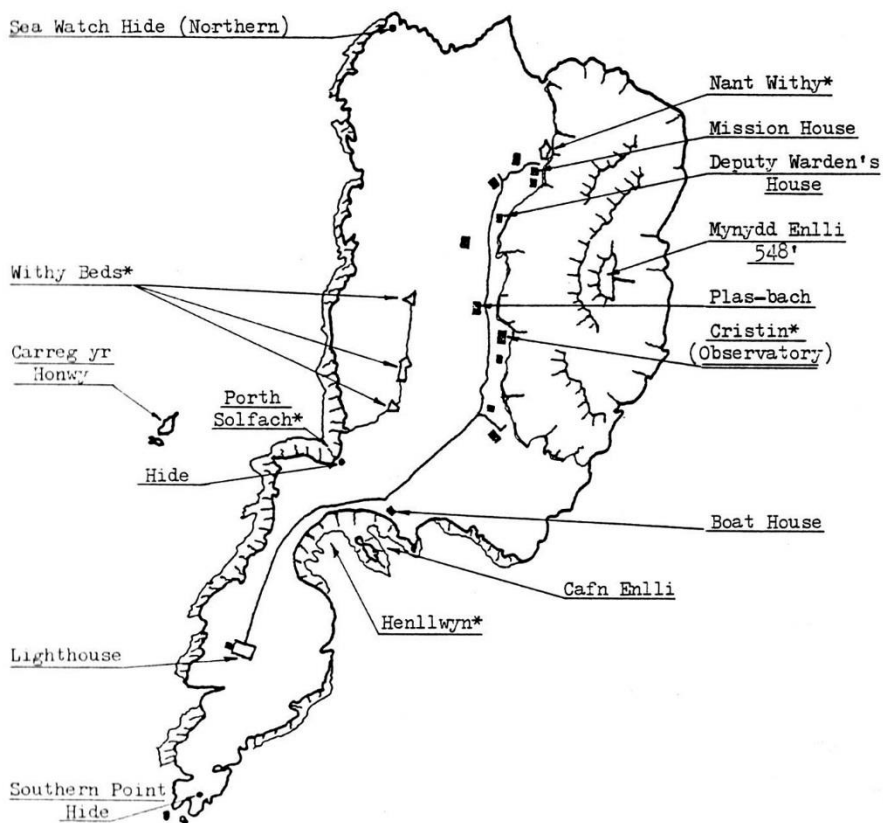 Sea Watch Hide (Northern)
Nant Withy*
Mission House
Deputy Warden's
House
Mynydd Enlli
548'
Withy Beds*
Plas-bach
Cristin*
(Observatory)
Carreg yr
Honwy
Porth
Solfach*
Hide
Boat House
Cafn Enlli
Henllwyn*
Lighthouse
Southern Point
Hide